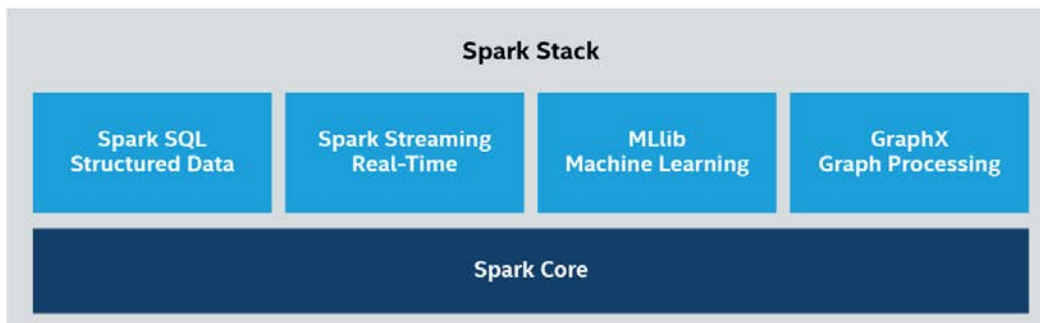 Spark Stack
Spark SQL
Structured Data
Spark Streaming
Real-Time
MLlib
Machine Learning
GraphX
Graph Processing
Spark Core